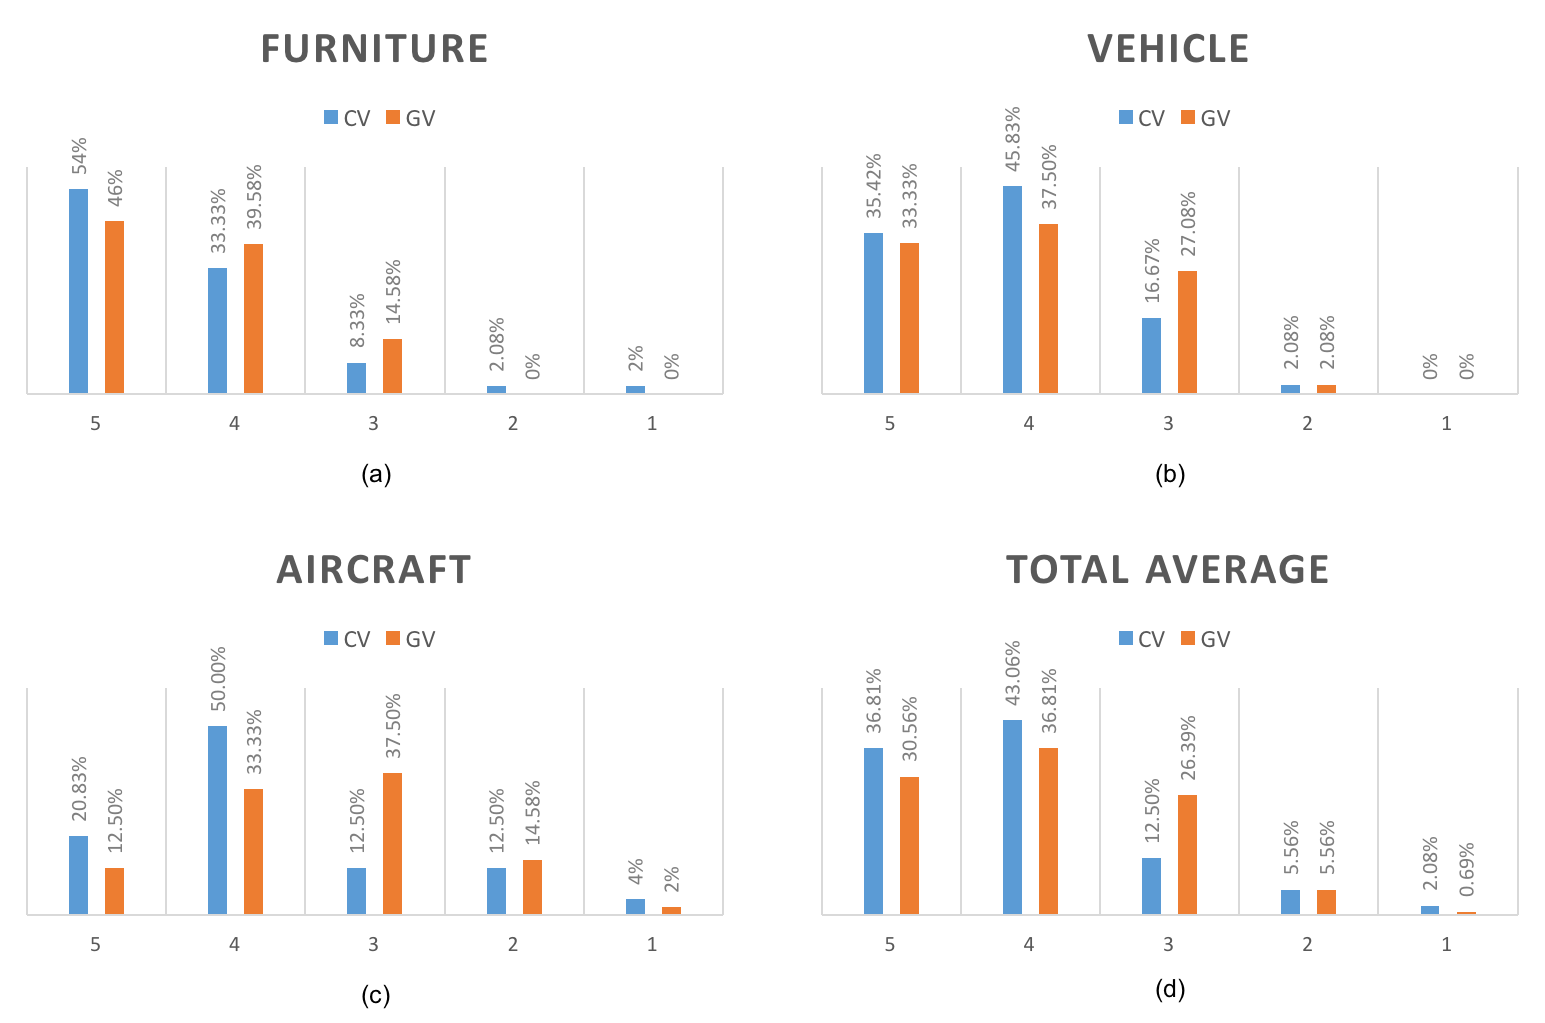 FURNITURE
CV GV
54% 46% 33.33% 39.58% 8.33% 14.58% 2.08% 0% 2% 0%
5 4 3 2 1
(a)
VEHICLE
CV GV
35.42% 33.33% 45.83% 37.50% 16.67% 27.08% 2.08% 2.08% 0% 0%
5 4 3 2 1
(b)
AIRCRAFT
CV GV
20.83% 12.50% 50.00% 33.33% 12.50% 37.50% 12.50% 14.58% 4% 2%
5 4 3 2 1
(c)
TOTAL AVERAGE
CV GV
36.81% 30.56% 43.06% 36.81% 12.50% 26.39% 5.56% 5.56% 2.08% 0.69%
5 4 3 2 1
(d)